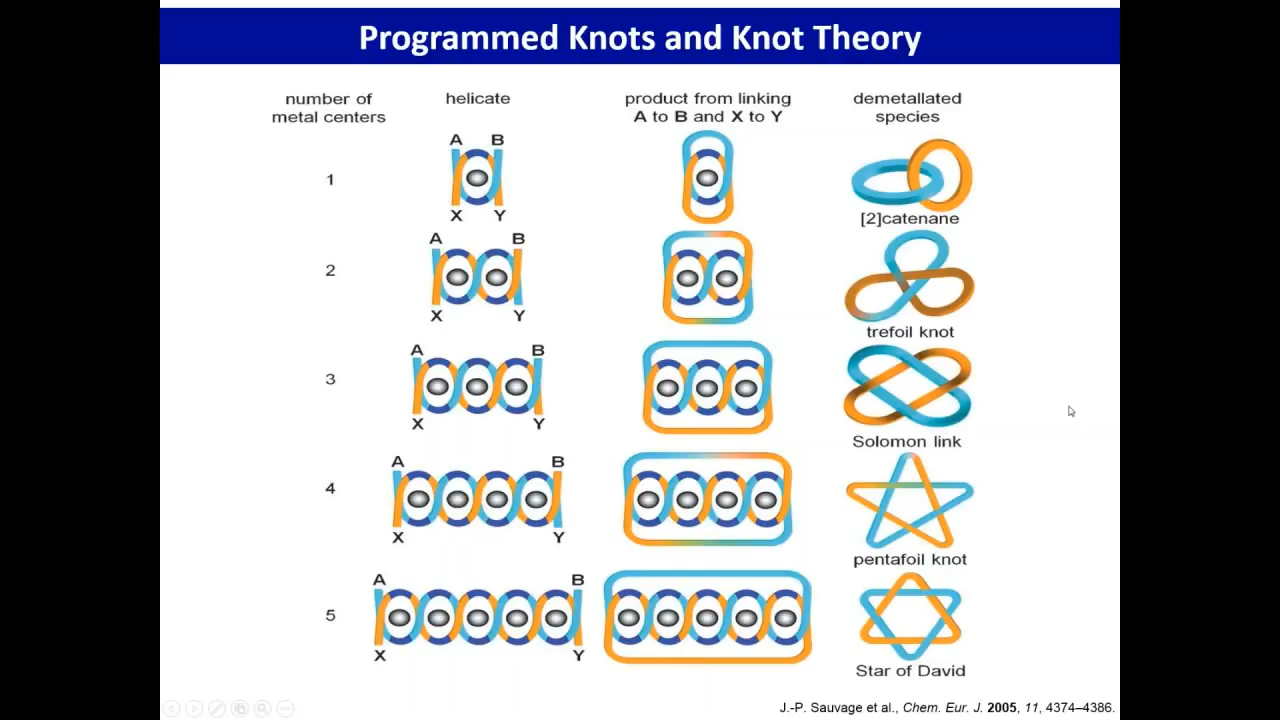 Programmed Knots and Knot Theory
number of
metal centers
helicate
product from linking
A to B and X to Y
demetallated
species
A B
1
X Y
[2]catenane
A B
2
X Y
trefoil knot
A B
3
X Y
Solomon link
A B
4
X Y
pentafoil knot
A B
5
X Y
Star of David
J.-P. Sauvage et al., Chem. Eur. J. 2005, 11, 4374–4386.